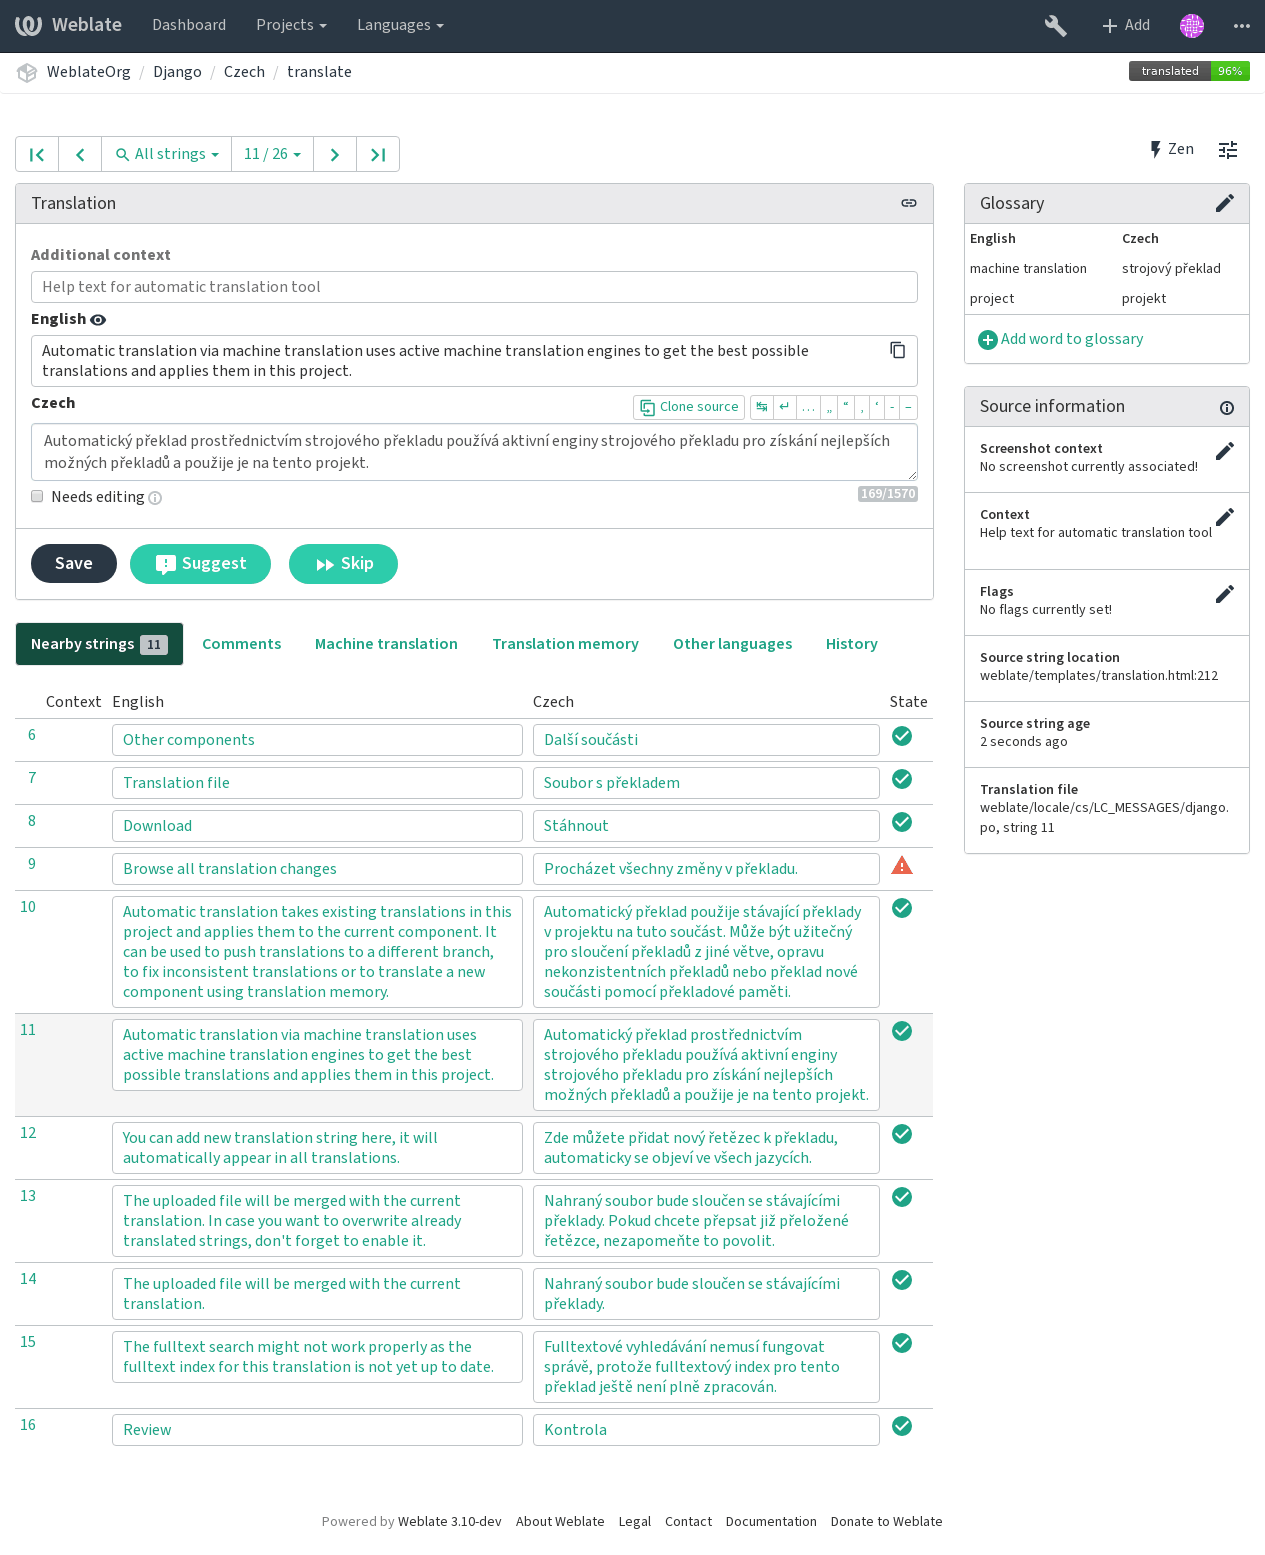 Weblate Dashboard Projects Languages Add
WeblateOrg / Django / Czech / translate translated 96%
All strings 11 / 26 Zen
Translation
Additional context
Help text for automatic translation tool
English
Automatic translation via machine translation uses active machine translation engines to get the best possible
translations and applies them in this project.
Czech Clone source ↹ ↵ … „ “ ‚ ‘ - –
Automatický překlad prostřednictvím strojového překladu používá aktivní enginy strojového překladu pro získání nejlepších
možných překladů a použije je na tento projekt.
Needs editing 169/1570
Save Suggest Skip
Glossary
English Czech
machine translation strojový překlad
project projekt
Add word to glossary
Source information
Screenshot context
No screenshot currently associated!
Context
Help text for automatic translation tool
Flags
No flags currently set!
Source string location
weblate/templates/translation.html:212
Source string age
2 seconds ago
Translation file
weblate/locale/cs/LC_MESSAGES/django.
po, string 11
Nearby strings 11 Comments Machine translation Translation memory Other languages History
Context English Czech State
6 Other components Další součásti
7 Translation file Soubor s překladem
8 Download Stáhnout
9 Browse all translation changes Procházet všechny změny v překladu.
10 Automatic translation takes existing translations in this Automatický překlad použije stávající překlady
project and applies them to the current component. It v projektu na tuto součást. Může být užitečný
can be used to push translations to a different branch, pro sloučení překladů z jiné větve, opravu
to fix inconsistent translations or to translate a new nekonzistentních překladů nebo překlad nové
component using translation memory. součásti pomocí překladové paměti.
11 Automatic translation via machine translation uses Automatický překlad prostřednictvím
active machine translation engines to get the best strojového překladu používá aktivní enginy
possible translations and applies them in this project. strojového překladu pro získání nejlepších
možných překladů a použije je na tento projekt.
12 You can add new translation string here, it will Zde můžete přidat nový řetězec k překladu,
automatically appear in all translations. automaticky se objeví ve všech jazycích.
13 The uploaded file will be merged with the current Nahraný soubor bude sloučen se stávajícími
translation. In case you want to overwrite already překlady. Pokud chcete přepsat již přeložené
translated strings, don't forget to enable it. řetězce, nezapomeňte to povolit.
14 The uploaded file will be merged with the current Nahraný soubor bude sloučen se stávajícími
translation. překlady.
15 The fulltext search might not work properly as the Fulltextové vyhledávání nemusí fungovat
fulltext index for this translation is not yet up to date. správě, protože fulltextový index pro tento
překlad ještě není plně zpracován.
16 Review Kontrola
Powered by Weblate 3.10-dev About Weblate Legal Contact Documentation Donate to Weblate